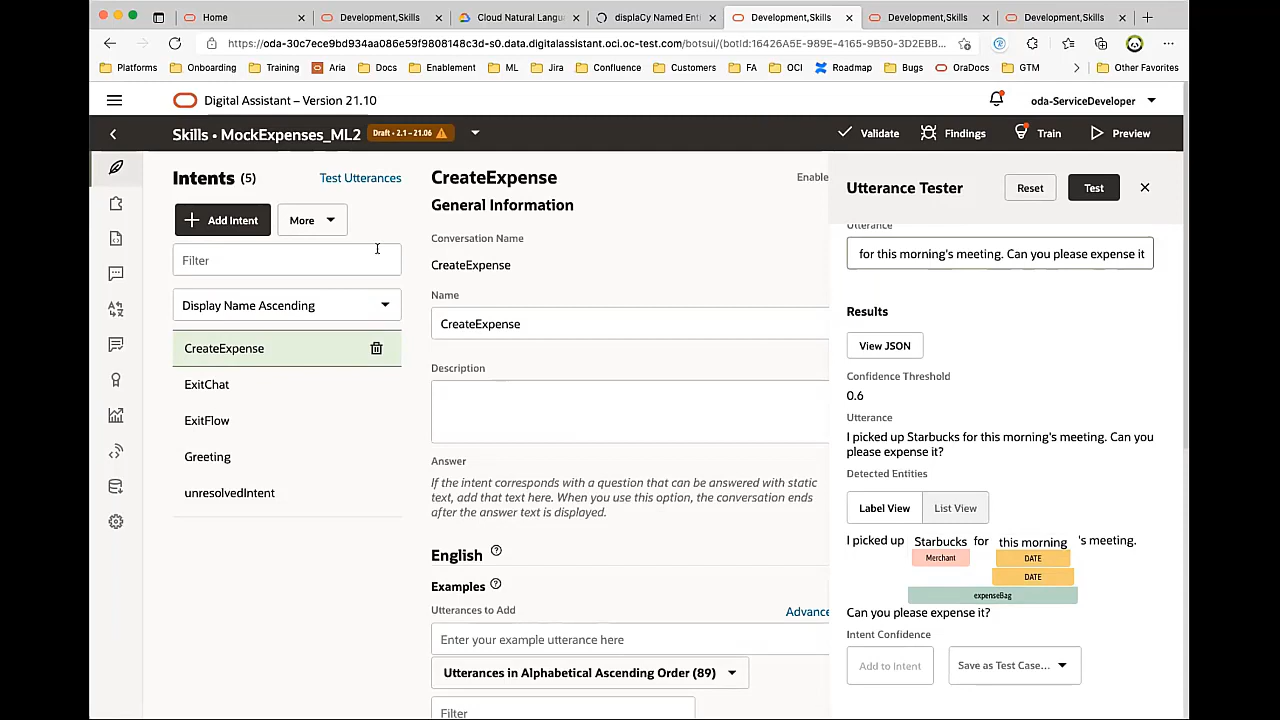 Home
Development,Skills
Cloud Natural Langu
displaCy Named Ent
Development,Skills
Development,Skills
Development,Skills
https://oda-30c7ece9bd934aa086e59f9808148c3d-s0.data.digitalassistant.oci.oc-test.com/botsui/(botId:16426A5E-989E-4165-9B50-3D2EBB...
Platforms
Onboarding
Training
Aria
Docs
Enablement
ML
Jira
Confluence
Customers
FA
OCI
Roadmap
Bugs
OraDocs
GTM
Other Favorites
Digital Assistant – Version 21.10
oda-ServiceDeveloper
Skills • MockExpenses_ML2
Draft - 2.1 – 21.06
Validate
Findings
Train
Preview
Intents (5)
Test Utterances
Add Intent
More
Filter
Display Name Ascending
CreateExpense
ExitChat
ExitFlow
Greeting
unresolvedIntent
CreateExpense
Enable
General Information
Conversation Name
CreateExpense
Name
CreateExpense
Description
Answer
If the intent corresponds with a question that can be answered with static
text, add that text here. When you use this option, the conversation ends
after the answer text is displayed.
English
Examples
Utterances to Add
Advance
Enter your example utterance here
Utterances in Alphabetical Ascending Order (89)
Filter
Utterance Tester
Reset
Test
Utterance
for this morning's meeting. Can you please expense it
Results
View JSON
Confidence Threshold
0.6
Utterance
I picked up Starbucks for this morning's meeting. Can you
please expense it?
Detected Entities
Label View
List View
I picked up Starbucks for this morning 's meeting.
Merchant
DATE
DATE
expenseBag
Can you please expense it?
Intent Confidence
Add to Intent
Save as Test Case...